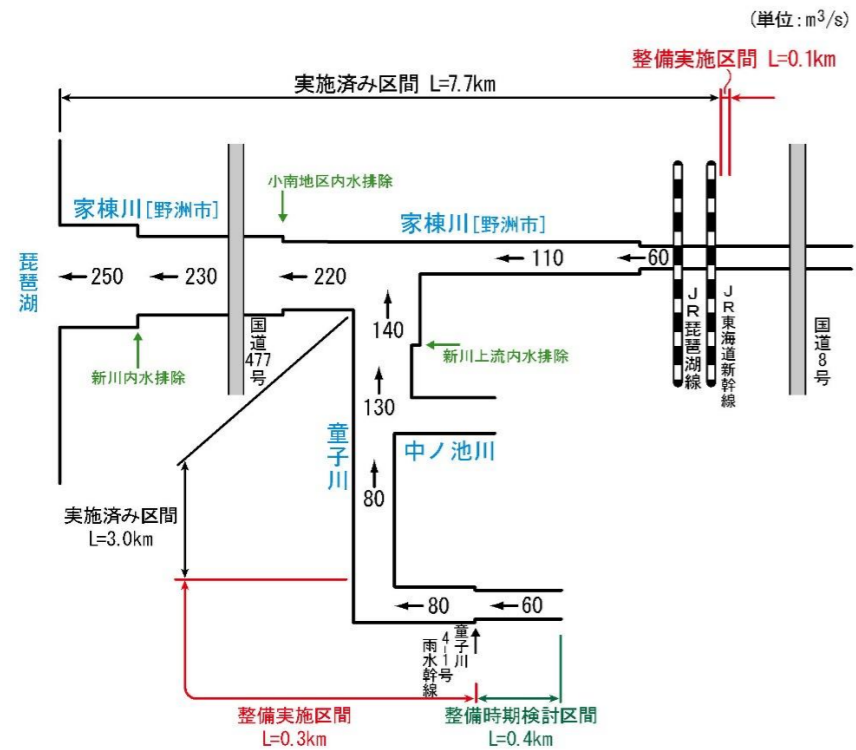 (単位:m³/s)
整備実施区間 L=0.1km
実施済み区間 L=7.7km
小南地区内水排除
家棟川[野洲市]
家棟川[野洲市]
琵琶湖
←250
←230
←220
←110
←60
国道477号
新川内水排除
140
新川上流内水排除
JR琵琶湖線
JR東海道新幹線
国道8号
130
童子川
中ノ池川
80
実施済み区間
L=3.0km
←80
←60
童子川
4-1号
雨水幹線
整備実施区間
L=0.3km
整備時期検討区間
L=0.4km